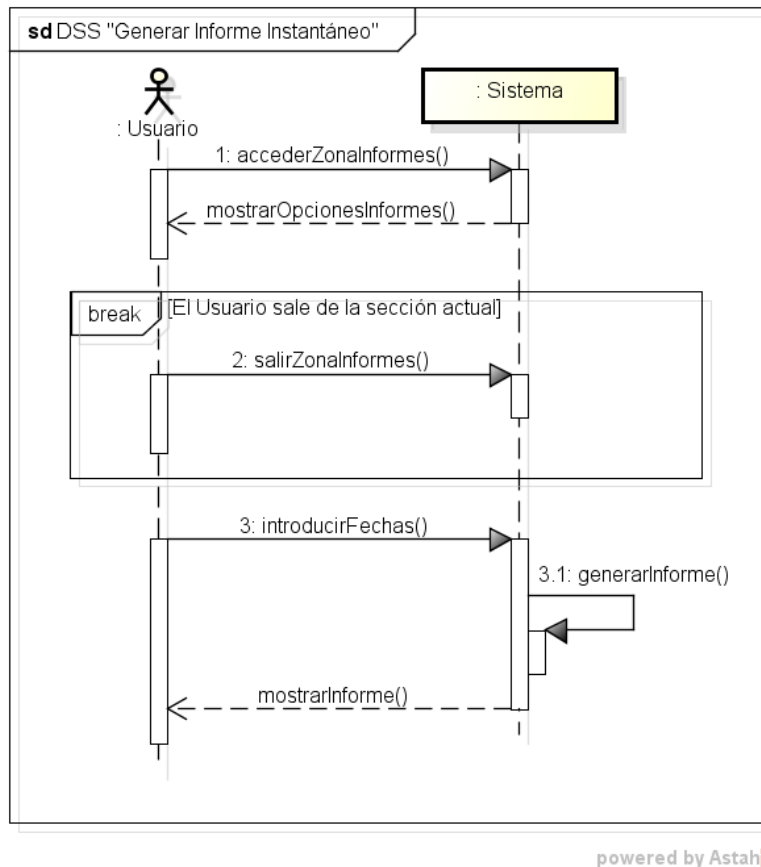 sd DSS "Generar Informe Instantáneo"
: Usuario
: Sistema
1: accederZonaInformes()
mostrarOpcionesInformes()
break
[El Usuario sale de la sección actual]
2: salirZonaInformes()
3: introducirFechas()
3.1: generarInforme()
mostrarInforme()
powered by Astah